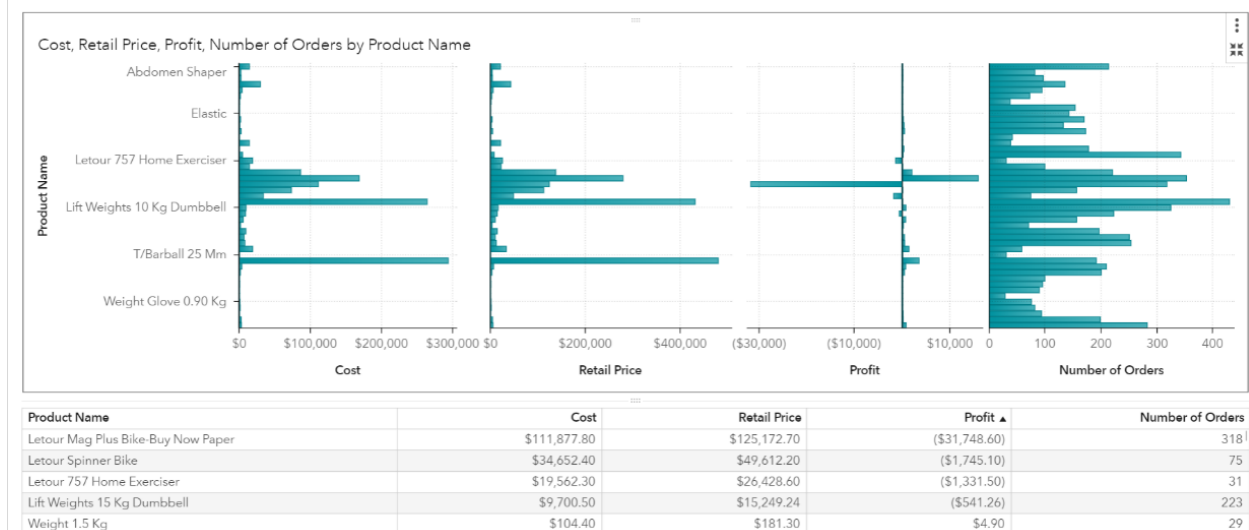 Cost, Retail Price, Profit, Number of Orders by Product Name
Product Name
Abdomen Shaper
Elastic
Letour 757 Home Exerciser
Lift Weights 10 Kg Dumbbell
T/Barball 25 Mm
Weight Glove 0.90 Kg
$0 $100,000 $200,000 $300,000 $0 $200,000 $400,000 ($30,000) ($10,000) $10,000 0 100 200 300 400
Cost Retail Price Profit Number of Orders
Product Name Cost Retail Price Profit ▲ Number of Orders
Letour Mag Plus Bike-Buy Now Paper $111,877.80 $125,172.70 ($31,748.60) 318
Letour Spinner Bike $34,652.40 $49,612.20 ($1,745.10) 75
Letour 757 Home Exerciser $19,562.30 $26,428.60 ($1,331.50) 31
Lift Weights 15 Kg Dumbbell $9,700.50 $15,249.24 ($541.26) 223
Weight 1.5 Kg $104.40 $181.30 $4.90 29